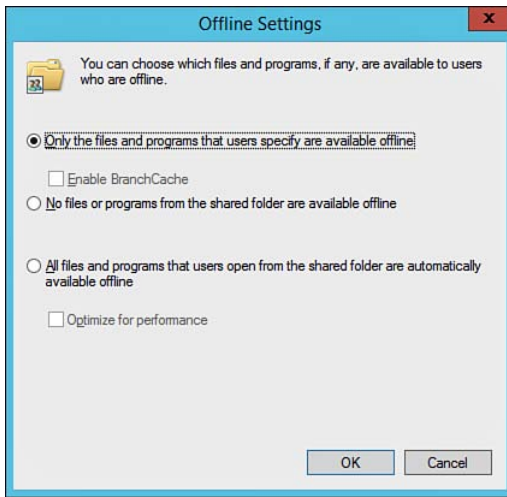 Offline Settings
x
You can choose which files and programs, if any, are available to users
who are offline.
Only the files and programs that users specify are available offline
Enable BranchCache
No files or programs from the shared folder are available offline
All files and programs that users open from the shared folder are automatically
available offline
Optimize for performance
OK
Cancel